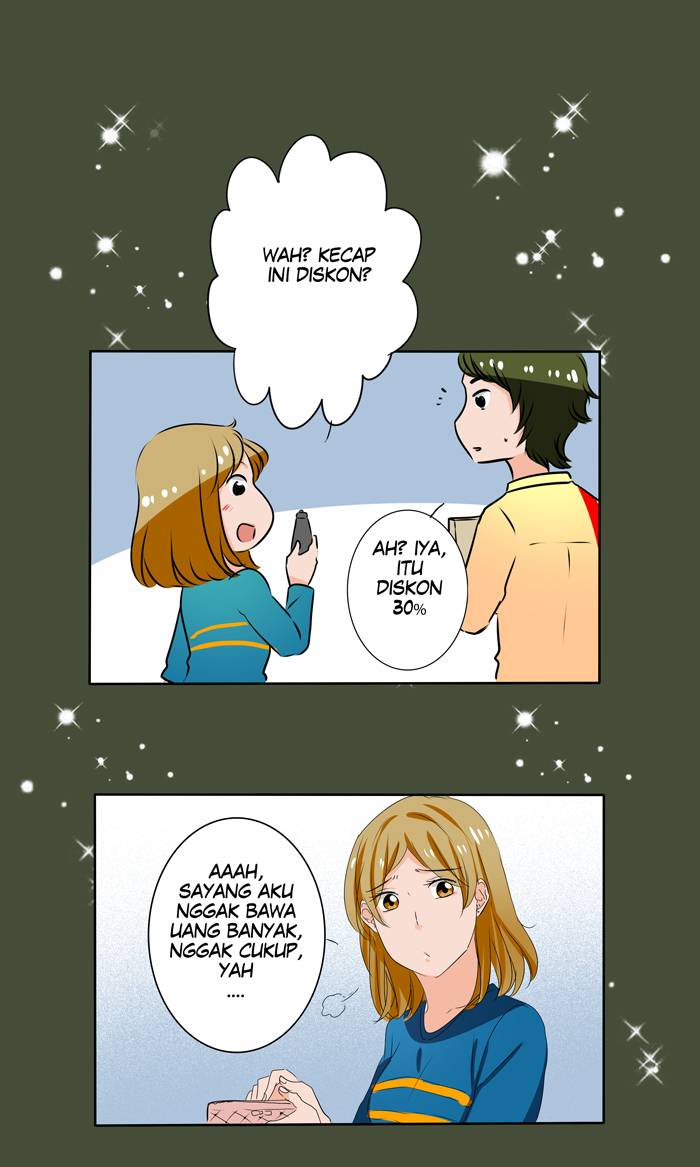 WAH? KECAP
INI DISKON?
AH? IYA,
ITU
DISKON
30%
AAAH,
SAYANG AKU
NGGAK BAWA
UANG BANYAK,
NGGAK CUKUP,
YAH
....